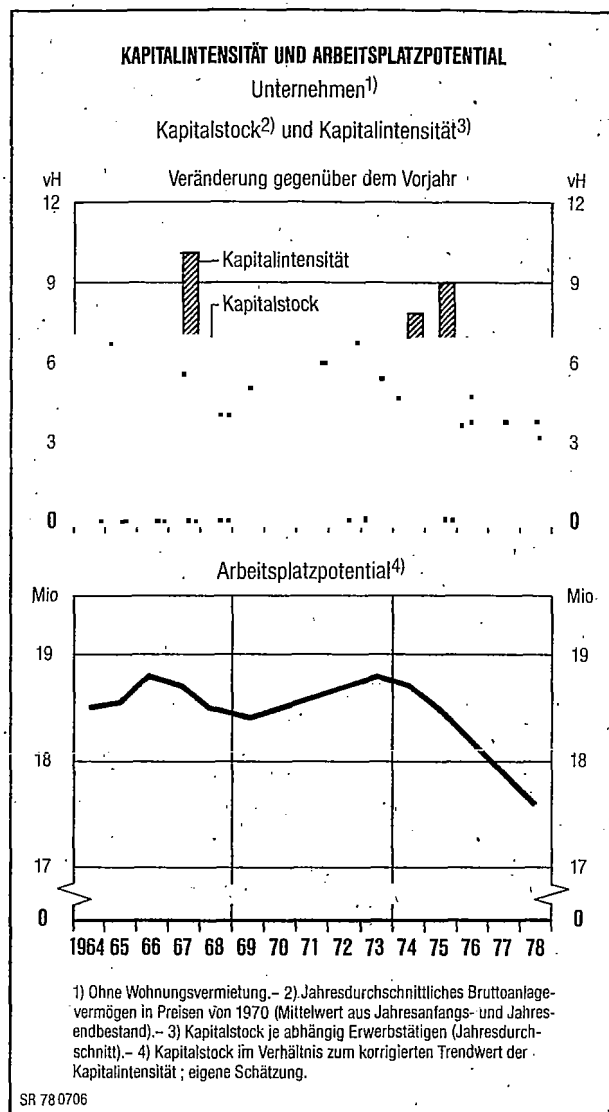 KAPITALINTENSITÄT UND ARBEITSPLATZPOTENTIAL
Unternehmen1)
Kapitalstock2) und Kapitalintensität3)
vH Veränderung gegenüber dem Vorjahr vH
12 12
9 9
Kapitalintensität
Kapitalstock
6 6
3 3
0 0
Arbeitsplatzpotential4)
Mio Mio
19 19
18 18
17 17
0 0
1964 65 66 67 68 69 70 71 72 73 74 75 76 77 78
1) Ohne Wohnungsvermietung.– 2) Jahresdurchschnittliches Bruttoanlage-
vermögen in Preisen von 1970 (Mittelwert aus Jahresanfangs- und Jahres-
endbestand).– 3) Kapitalstock je abhängig Erwerbstätigen (Jahresdurch-
schnitt).– 4) Kapitalstock im Verhältnis zum korrigierten Trendwert der
Kapitalintensität ; eigene Schätzung.
SR 78 0706